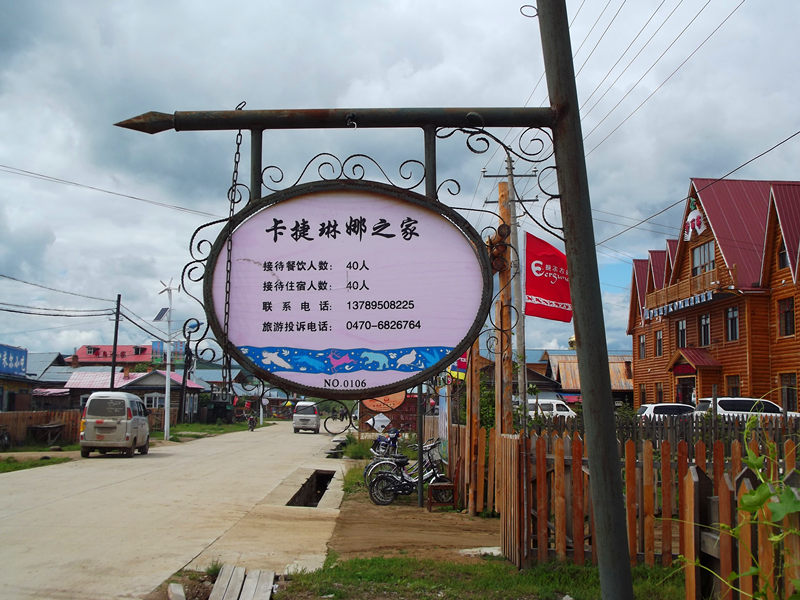 卡捷琳娜之家
接待餐饮人数： 40人
接待住宿人数： 40人
联系电话： 13789508225
旅游投诉电话： 0470-6826764
NO.0106